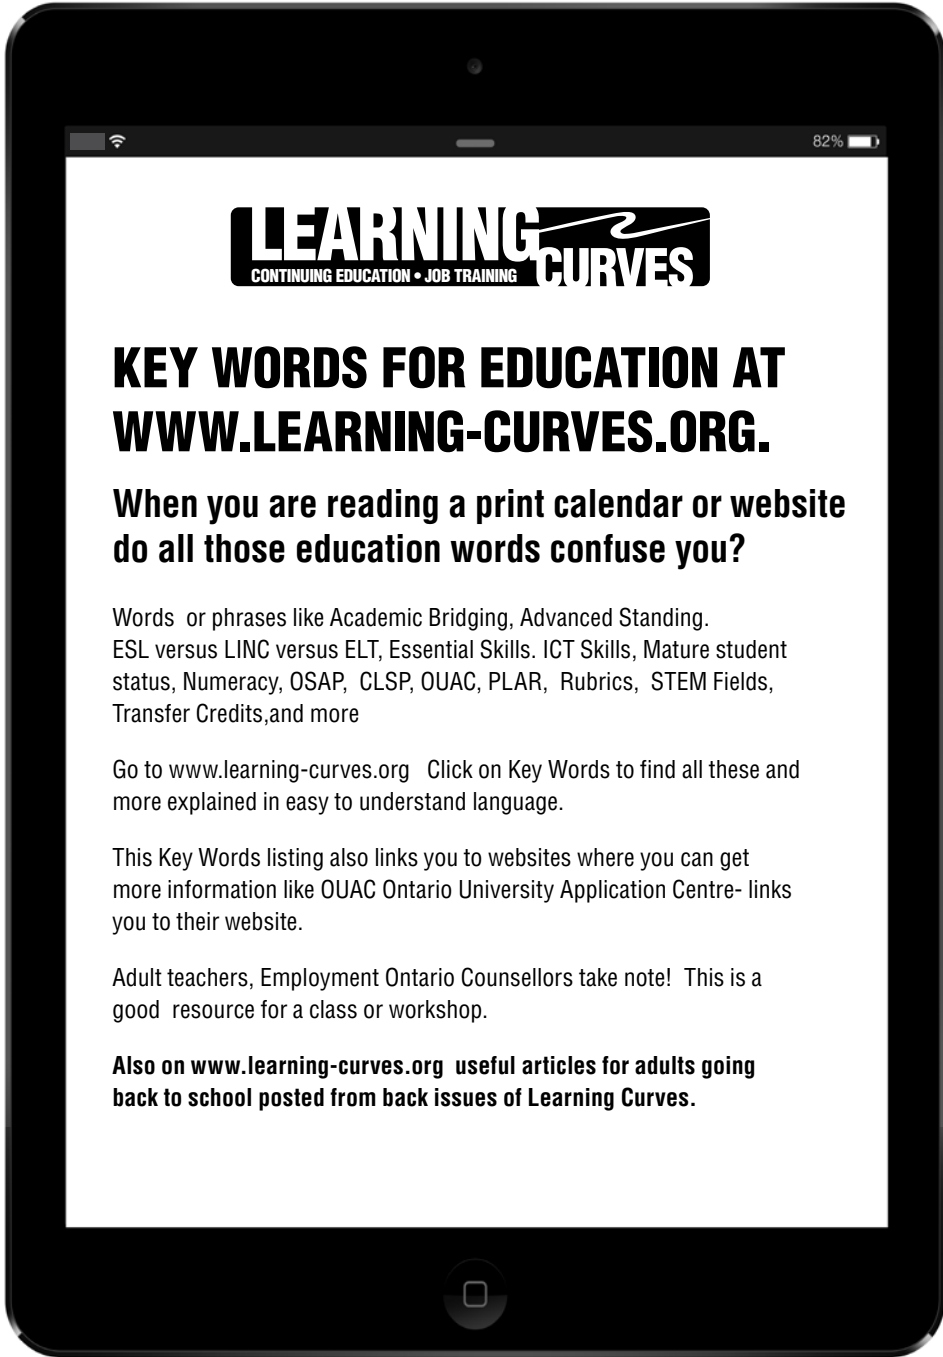 82%
LEARNING CURVES
CONTINUING EDUCATION • JOB TRAINING
KEY WORDS FOR EDUCATION AT
WWW.LEARNING-CURVES.ORG.
When you are reading a print calendar or website
do all those education words confuse you?
Words  or phrases like Academic Bridging, Advanced Standing.
ESL versus LINC versus ELT, Essential Skills. ICT Skills, Mature student
status, Numeracy, OSAP,  CLSP, OUAC, PLAR,  Rubrics,  STEM Fields,
Transfer Credits,and more
Go to www.learning-curves.org   Click on Key Words to find all these and
more explained in easy to understand language.
This Key Words listing also links you to websites where you can get
more information like OUAC Ontario University Application Centre- links
you to their website.
Adult teachers, Employment Ontario Counsellors take note!  This is a
good  resource for a class or workshop.
Also on www.learning-curves.org  useful articles for adults going
back to school posted from back issues of Learning Curves.